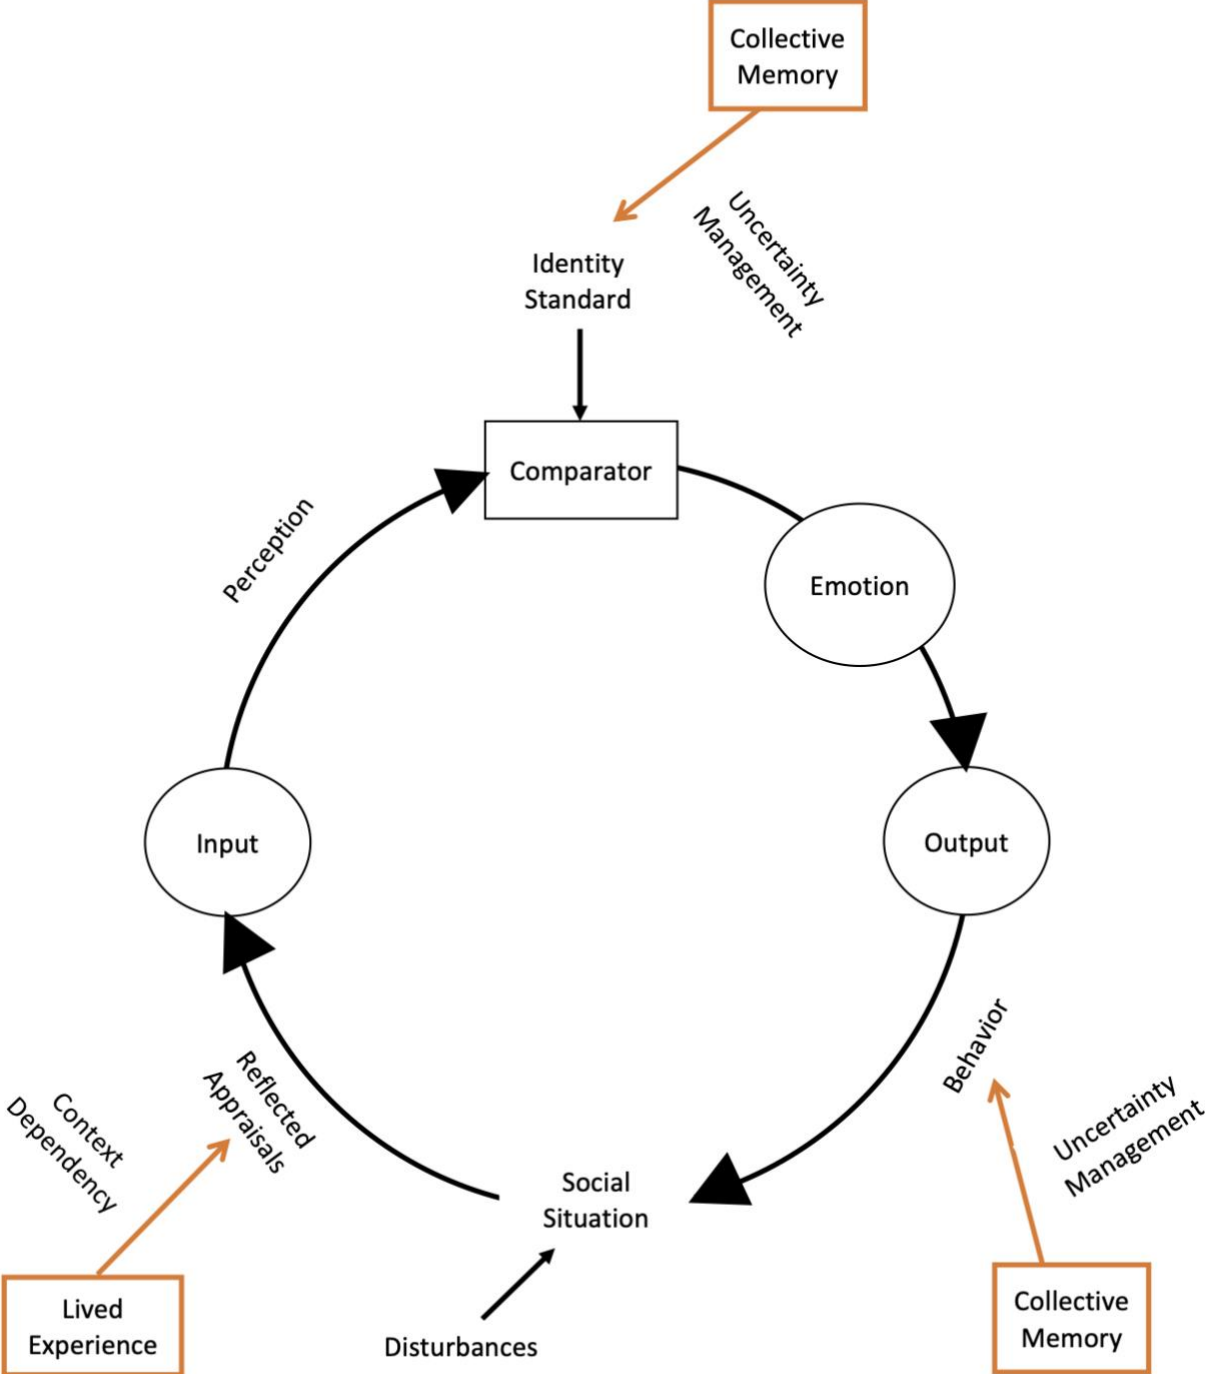 Collective
Memory
Uncertainty
Management
Identity
Standard
Comparator
Perception
Emotion
Input
Output
Reflected
Appraisals
Context
Dependency
Behavior
Uncertainty
Management
Social
Situation
Lived
Experience
Disturbances
Collective
Memory